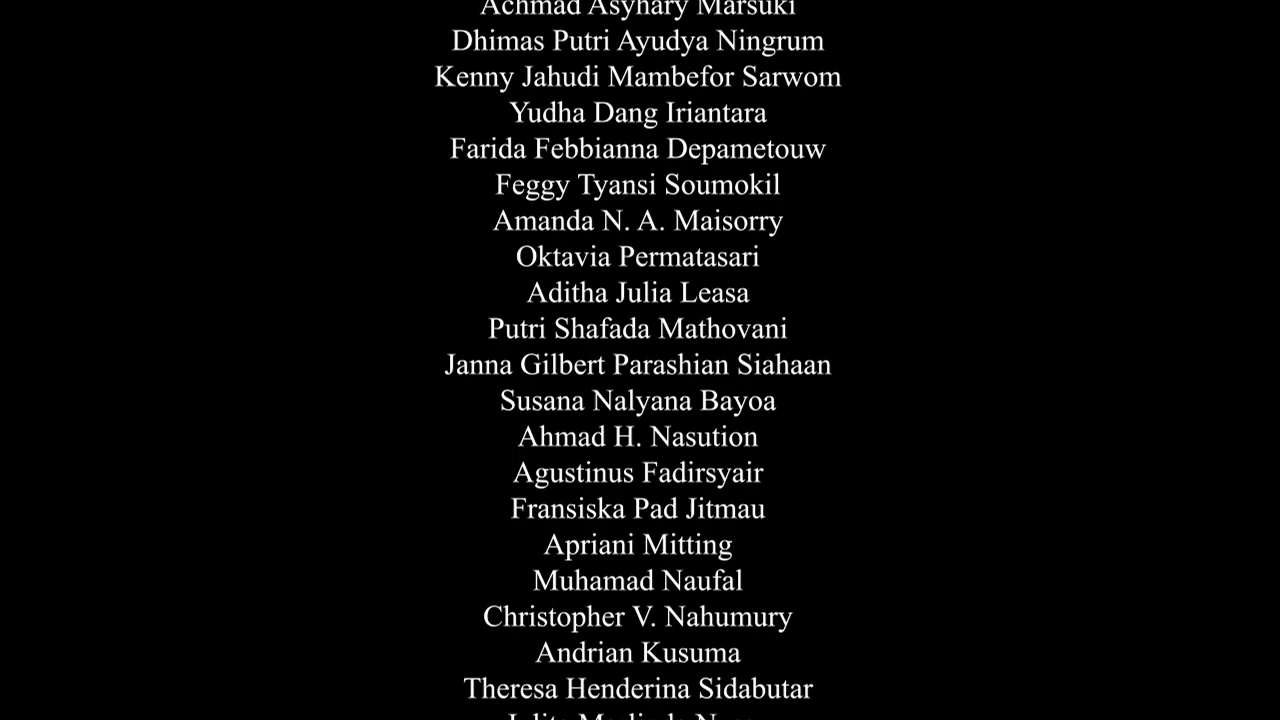 Achmad Asyhary Marsuki
Dhimas Putri Ayudya Ningrum
Kenny Jahudi Mambefor Sarwom
Yudha Dang Iriantara
Farida Febbianna Depametouw
Feggy Tyansi Soumokil
Amanda N. A. Maisorry
Oktavia Permatasari
Aditha Julia Leasa
Putri Shafada Mathovani
Janna Gilbert Parashian Siahaan
Susana Nalyana Bayoa
Ahmad H. Nasution
Agustinus Fadirsyair
Fransiska Pad Jitmau
Apriani Mitting
Muhamad Naufal
Christopher V. Nahumury
Andrian Kusuma
Theresa Henderina Sidabutar